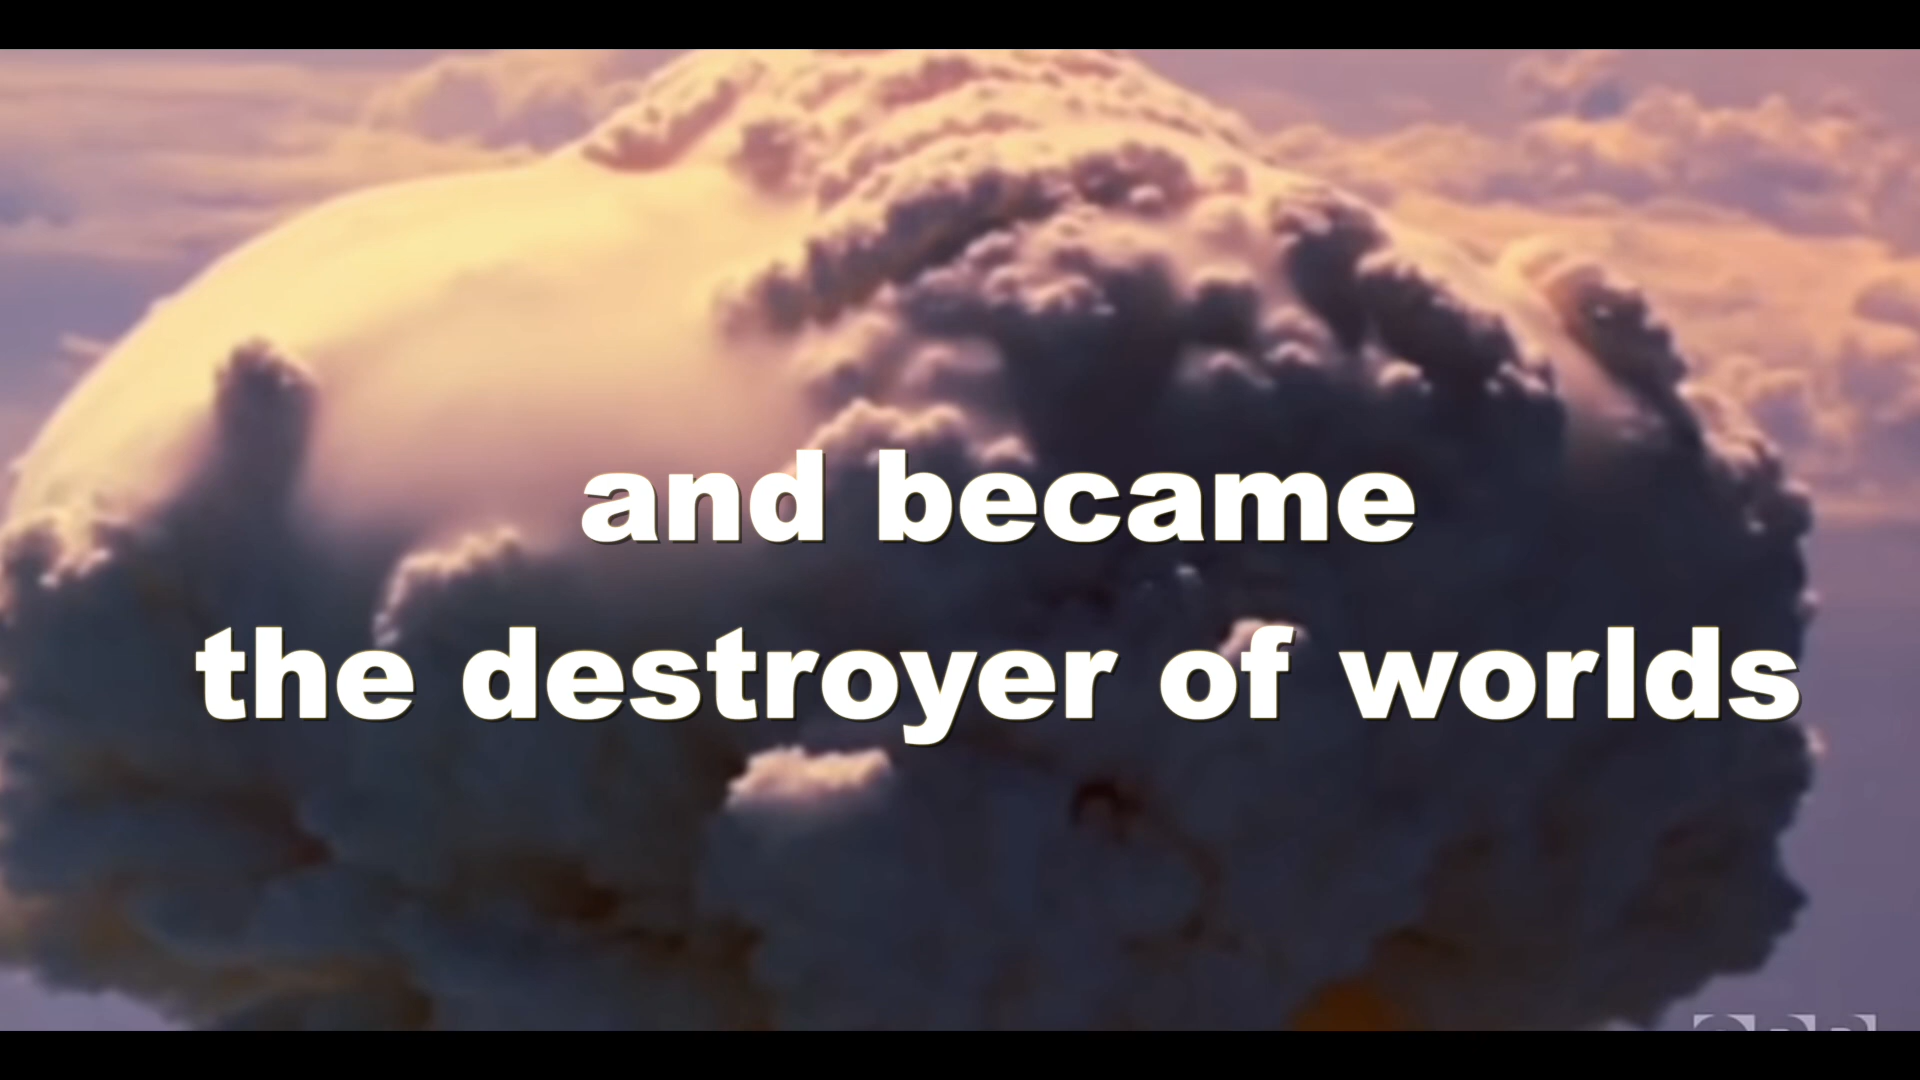 and became
the destroyer of worlds